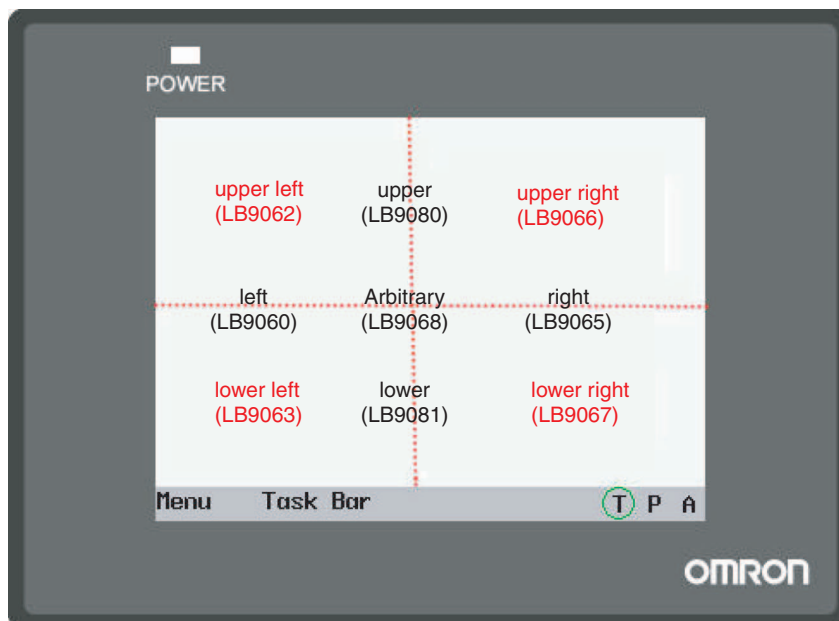 POWER
upper left upper upper right
(LB9062) (LB9080) (LB9066)
left Arbitrary right
(LB9060) (LB9068) (LB9065)
lower left lower lower right
(LB9063) (LB9081) (LB9067)
Menu Task Bar T P A
OMRON